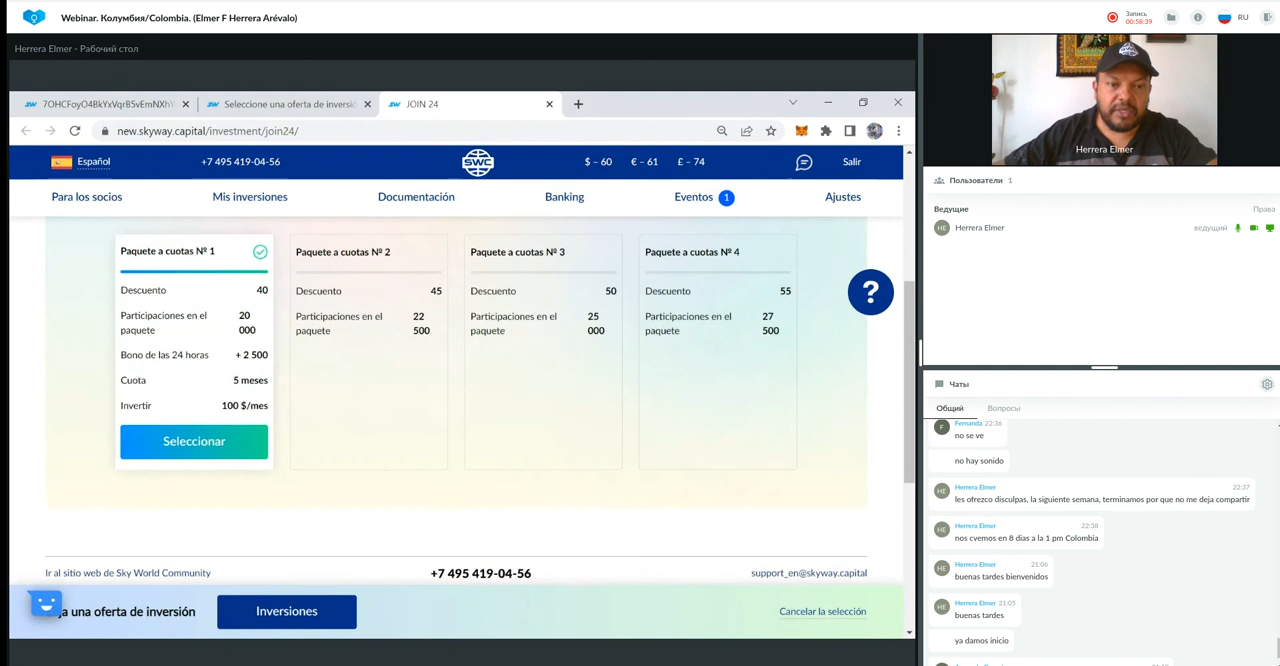 Webinar. Колумбия/Colombia. (Elmer F Herrera Arévalo)
Запись
00:58:39
RU
Herrera Elmer - Рабочий стол
7OHCFoyO4BkYxVqrB5vEmNXhY
Seleccione una oferta de inversió
JOIN 24
new.skyway.capital/investment/join24/
Español
+7 495 419-04-56
SWC
$ – 60
€ – 61
£ – 74
Salir
Para los socios
Mis inversiones
Documentación
Banking
Eventos 1
Ajustes
Paquete a cuotas Nº 1
Descuento 40
Participaciones en el paquete 20 000
Bono de las 24 horas + 2 500
Cuota 5 meses
Invertir 100 $/mes
Seleccionar
Paquete a cuotas Nº 2
Descuento 45
Participaciones en el paquete 22 500
Paquete a cuotas Nº 3
Descuento 50
Participaciones en el paquete 25 000
Paquete a cuotas Nº 4
Descuento 55
Participaciones en el paquete 27 500
?
Ir al sitio web de Sky World Community
+7 495 419-04-56
support_en@skyway.capital
ja una oferta de inversión
Inversiones
Cancelar la selección
Herrera Elmer
Пользователи 1
Ведущие
Права
HE Herrera Elmer
ведущий
Чаты
Общий
Вопросы
F Fernanda 22:36
no se ve
no hay sonido
HE Herrera Elmer 22:37
les ofrezco disculpas, la siguiente semana, terminamos por que no me deja compartir
HE Herrera Elmer 22:38
nos cvemos en 8 dias a la 1 pm Colombia
HE Herrera Elmer 21:06
buenas tardes bienvenidos
HE Herrera Elmer 21:05
buenas tardes
ya damos inicio